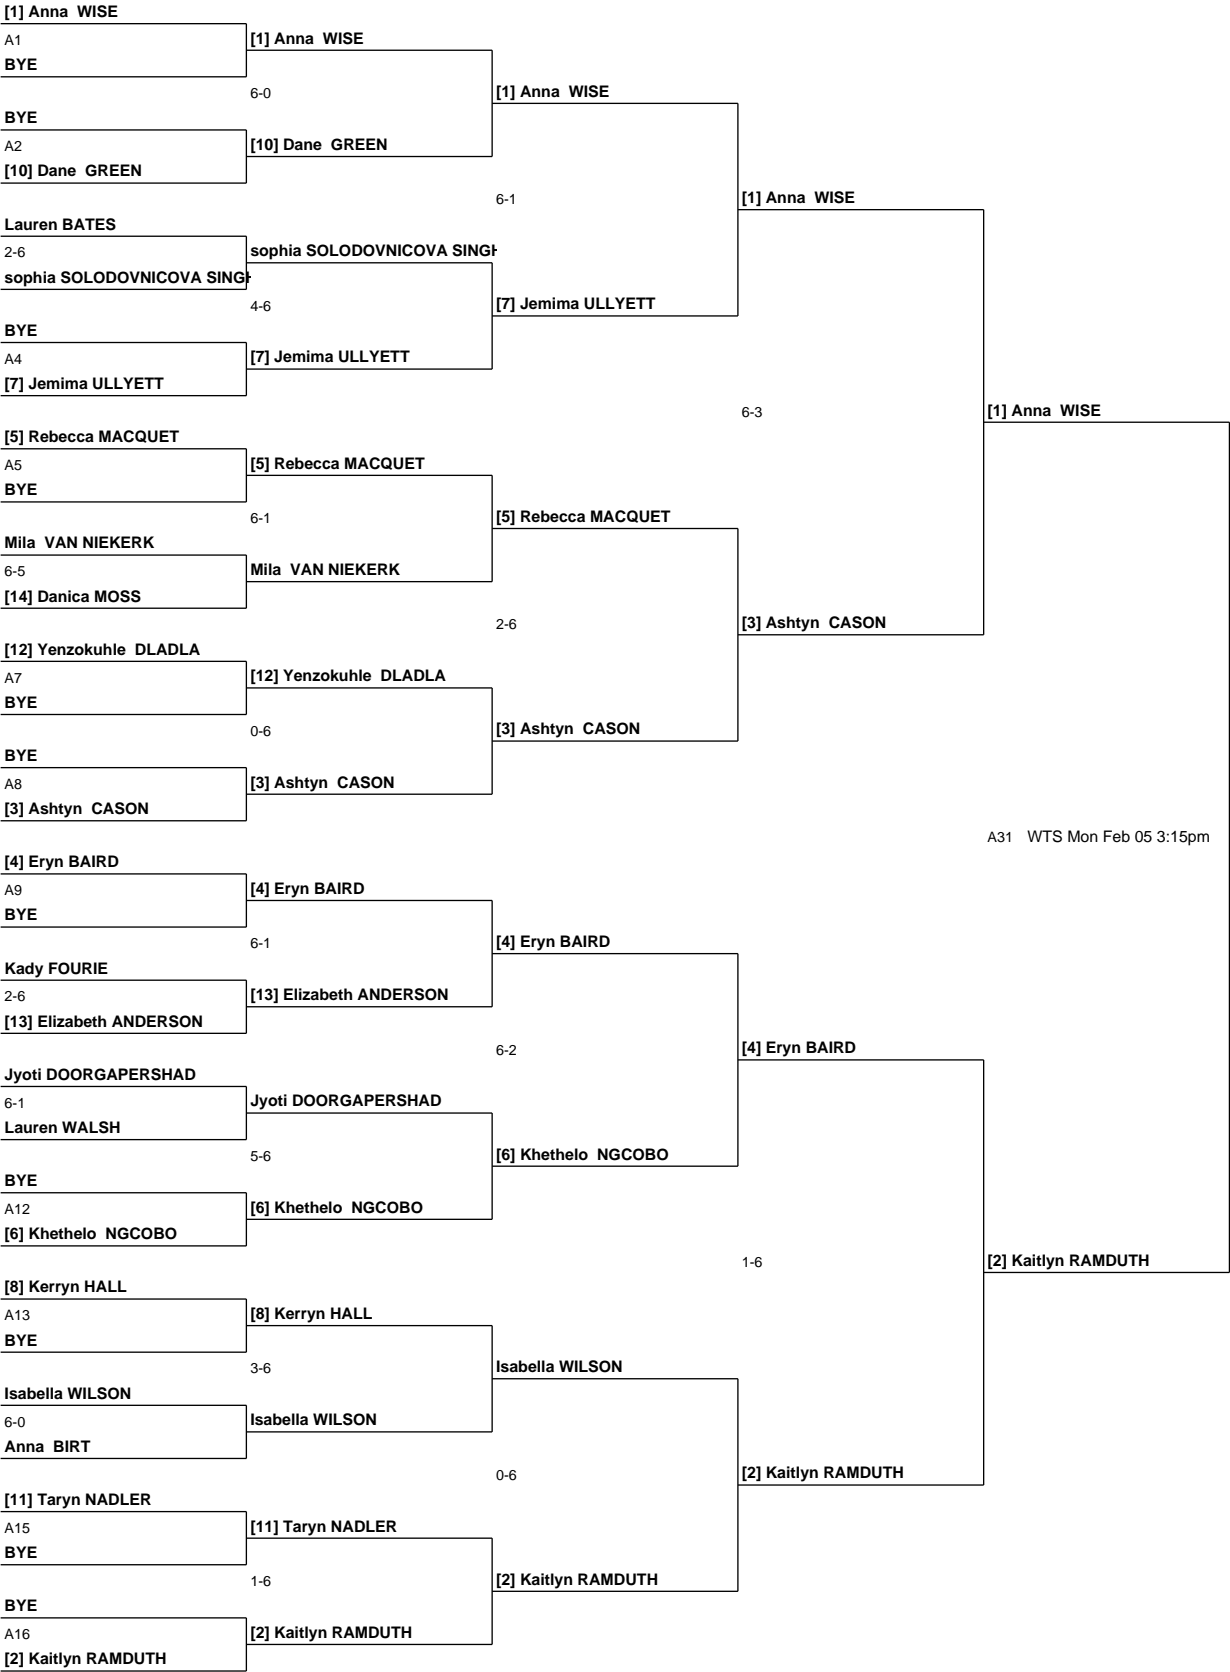 [1] Anna  WISE
A1
[1] Anna  WISE
BYE
6-0
[1] Anna  WISE
BYE
A2
[10] Dane  GREEN
[10] Dane  GREEN
6-1
[1] Anna  WISE
Lauren BATES
2-6
sophia SOLODOVNICOVA SINGH
sophia SOLODOVNICOVA SINGH
4-6
[7] Jemima ULLYETT
BYE
A4
[7] Jemima ULLYETT
[7] Jemima ULLYETT
6-3
[1] Anna  WISE
[5] Rebecca MACQUET
A5
[5] Rebecca MACQUET
BYE
6-1
[5] Rebecca MACQUET
Mila  VAN NIEKERK
6-5
Mila  VAN NIEKERK
[14] Danica MOSS
2-6
[3] Ashtyn  CASON
[12] Yenzokuhle  DLADLA
A7
[12] Yenzokuhle  DLADLA
BYE
0-6
[3] Ashtyn  CASON
BYE
A8
[3] Ashtyn  CASON
[3] Ashtyn  CASON
A31 WTS Mon Feb 05 3:15pm
[4] Eryn BAIRD
A9
[4] Eryn BAIRD
BYE
6-1
[4] Eryn BAIRD
Kady FOURIE
2-6
[13] Elizabeth ANDERSON
[13] Elizabeth ANDERSON
6-2
[4] Eryn BAIRD
Jyoti DOORGAPERSHAD
6-1
Jyoti DOORGAPERSHAD
Lauren WALSH
5-6
[6] Khethelo  NGCOBO
BYE
A12
[6] Khethelo  NGCOBO
[6] Khethelo  NGCOBO
1-6
[2] Kaitlyn RAMDUTH
[8] Kerryn HALL
A13
[8] Kerryn HALL
BYE
3-6
Isabella WILSON
Isabella WILSON
6-0
Isabella WILSON
Anna  BIRT
0-6
[2] Kaitlyn RAMDUTH
[11] Taryn NADLER
A15
[11] Taryn NADLER
BYE
1-6
[2] Kaitlyn RAMDUTH
BYE
A16
[2] Kaitlyn RAMDUTH
[2] Kaitlyn RAMDUTH